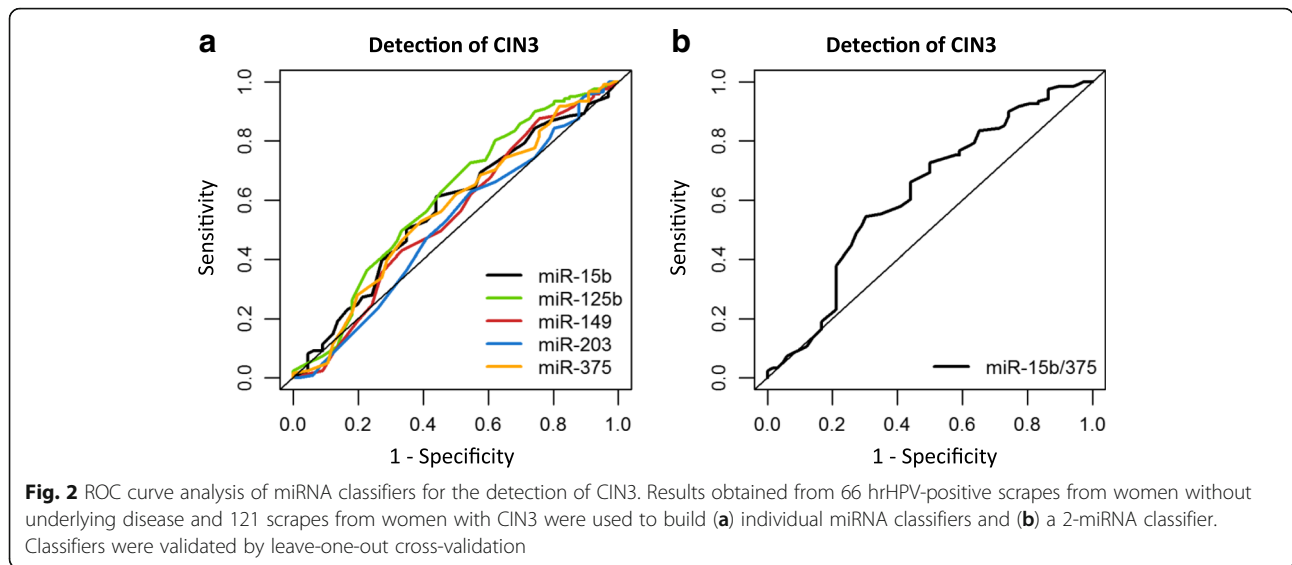 a
Detection of CIN3
Sensitivity
1.0
0.8
0.6
0.4
0.2
0.0
miR-15b
miR-125b
miR-149
miR-203
miR-375
0.0 0.2 0.4 0.6 0.8 1.0
1 - Specificity
b
Detection of CIN3
Sensitivity
1.0
0.8
0.6
0.4
0.2
0.0
miR-15b/375
0.0 0.2 0.4 0.6 0.8 1.0
1 - Specificity
Fig. 2 ROC curve analysis of miRNA classifiers for the detection of CIN3. Results obtained from 66 hrHPV-positive scrapes from women without
underlying disease and 121 scrapes from women with CIN3 were used to build (a) individual miRNA classifiers and (b) a 2-miRNA classifier.
Classifiers were validated by leave-one-out cross-validation